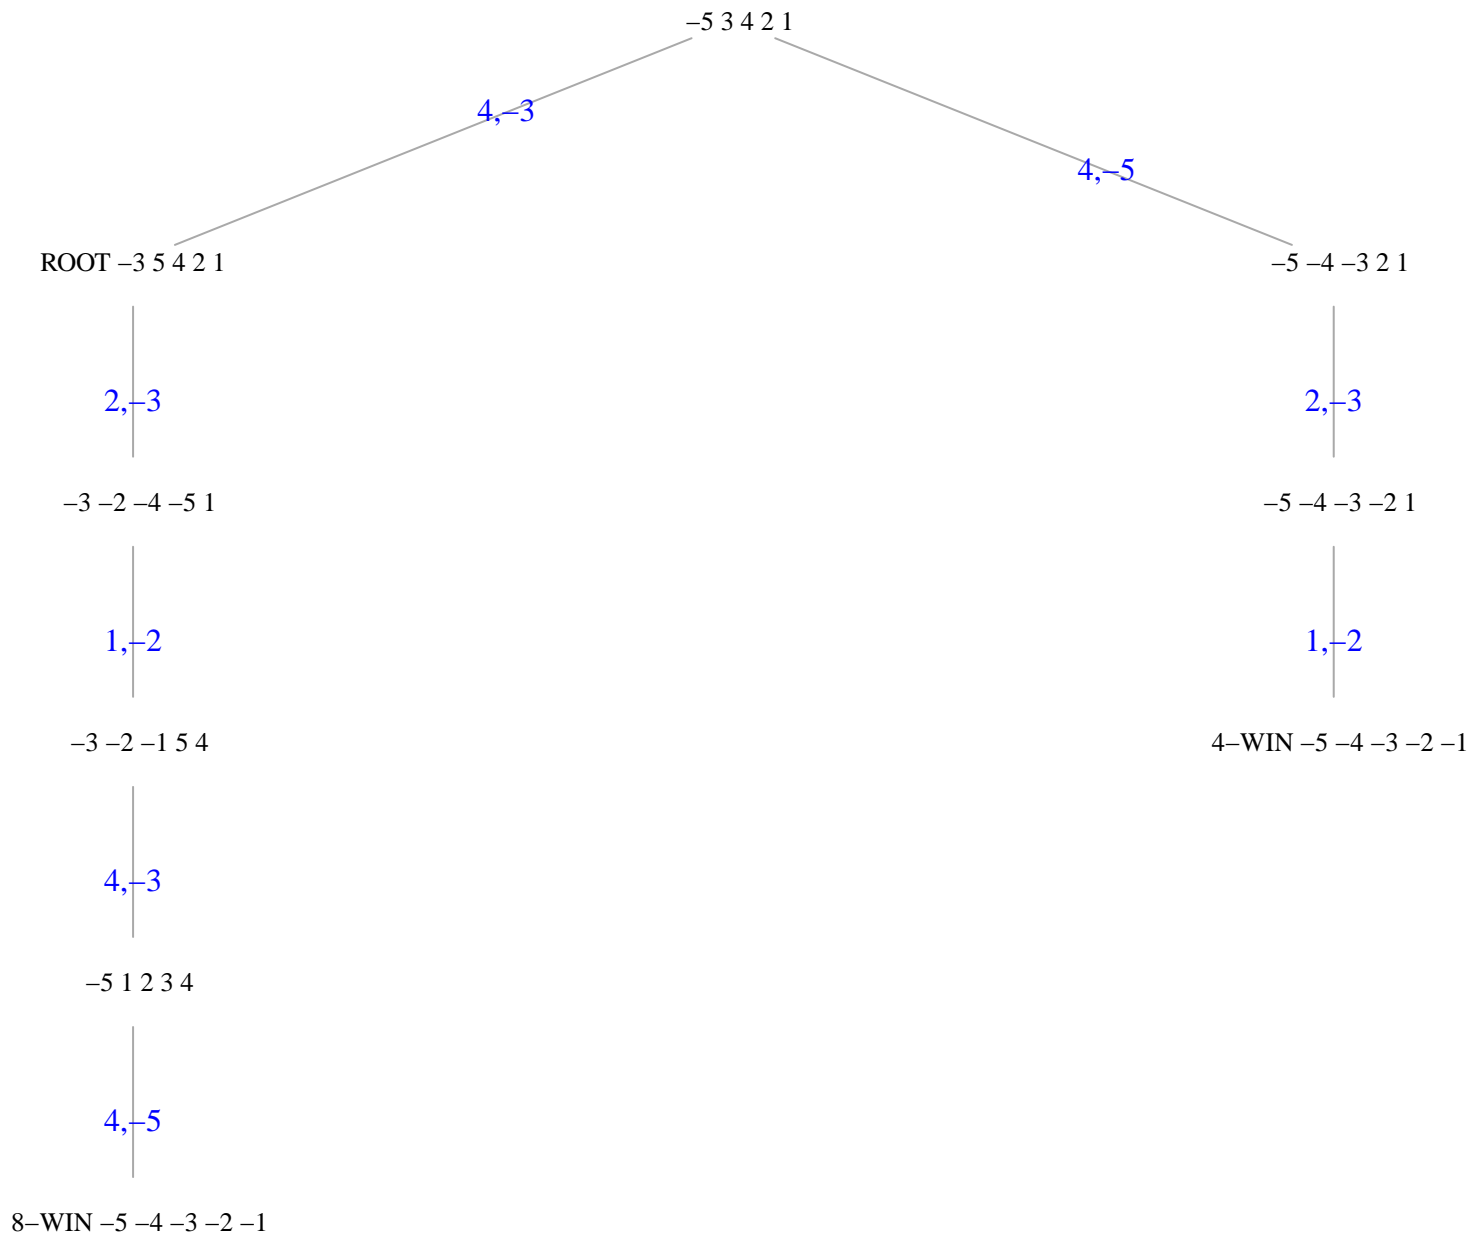 –5 3 4 2 1
4,–3
4,–5
ROOT –3 5 4 2 1
–5 –4 –3 2 1
2,–3
2,–3
–3 –2 –4 –5 1
–5 –4 –3 –2 1
1,–2
1,–2
–3 –2 –1 5 4
4–WIN –5 –4 –3 –2 –1
4,–3
–5 1 2 3 4
4,–5
8–WIN –5 –4 –3 –2 –1